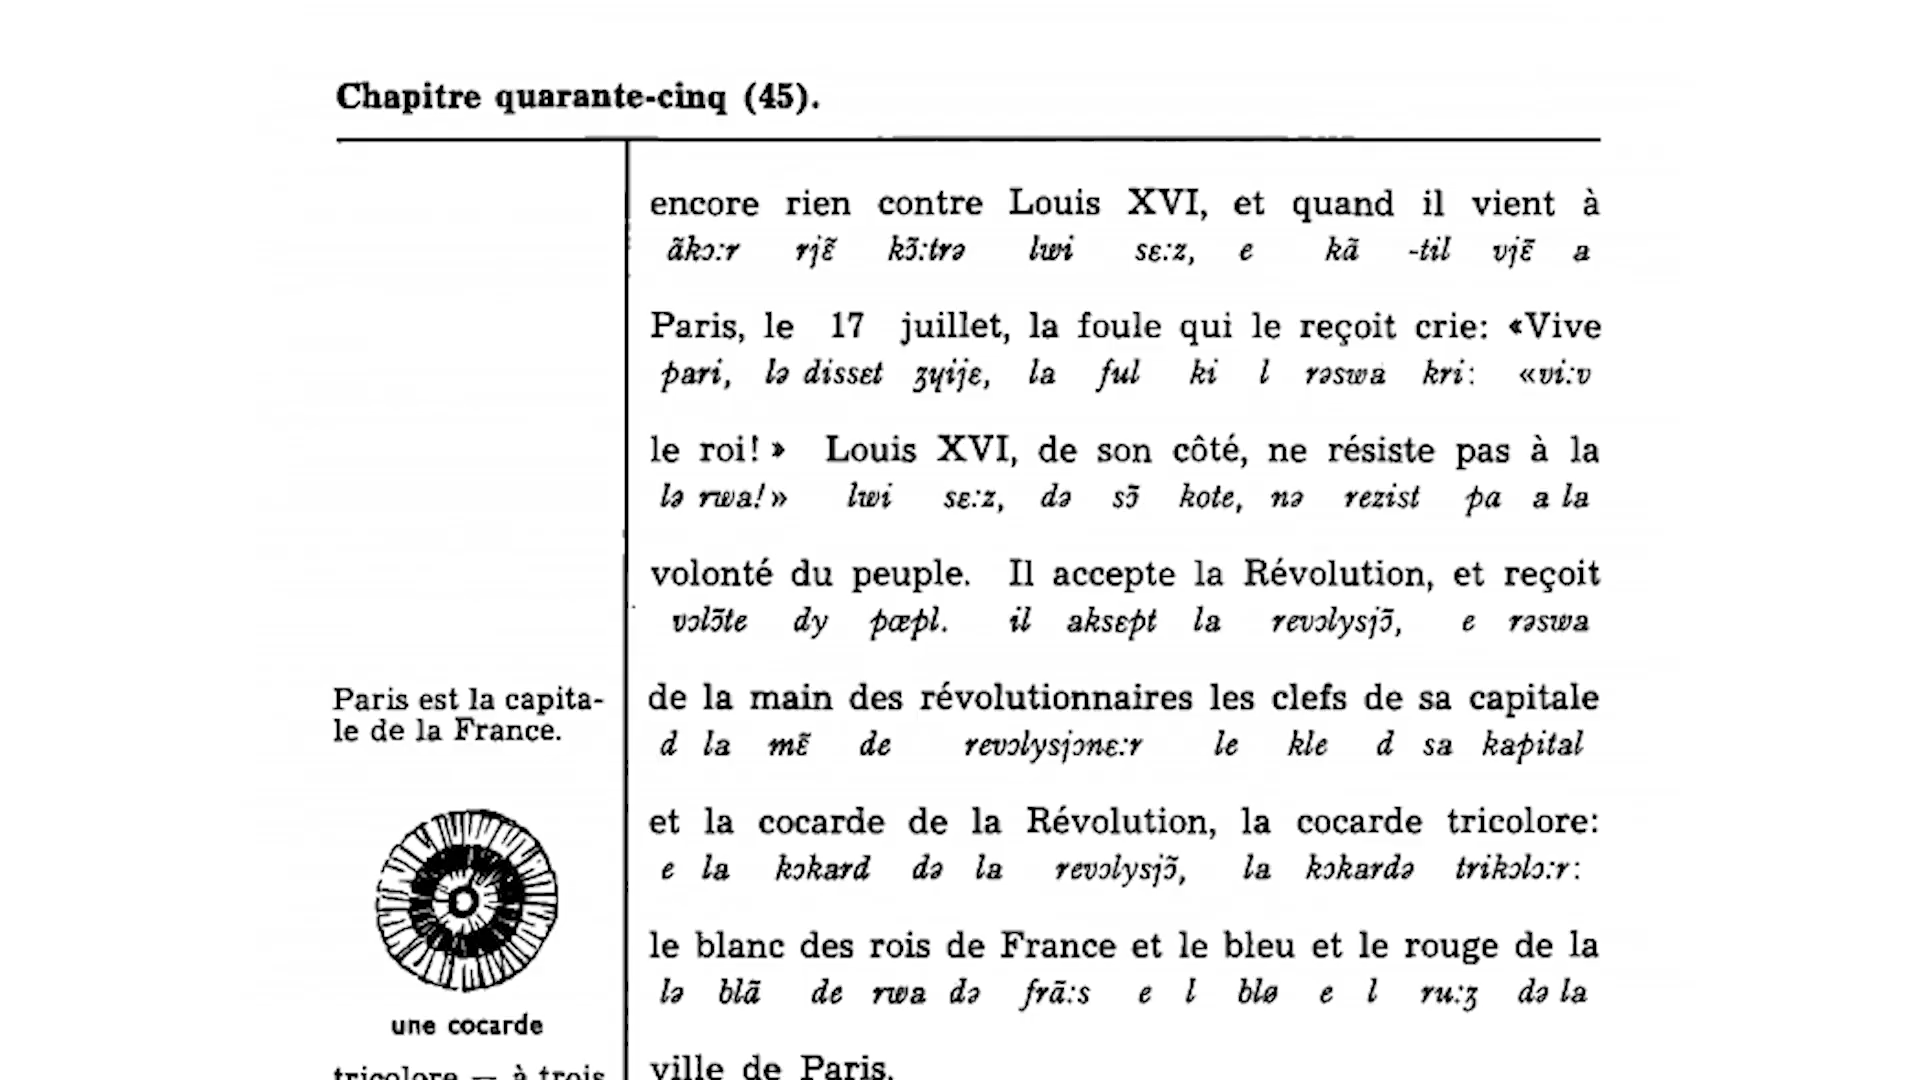 Chapitre quarante-cinq (45).
encore rien contre Louis XVI, et quand il vient à
ãkɔ:r rjɛ̃ kɔ̃:trə lwi sɛ:z, e kã -til vjɛ̃ a
Paris, le 17 juillet, la foule qui le reçoit crie: «Vive
pari, lə dissɛt ʒɥijɛ, la ful ki l rəswa kri: «vi:v
le roi!» Louis XVI, de son côté, ne résiste pas à la
lə rwa!» lwi sɛ:z, də sɔ̃ kote, nə rezist pa a la
volonté du peuple. Il accepte la Révolution, et reçoit
vɔlɔ̃te dy pœpl. il aksɛpt la revɔlysjɔ̃, e rəswa
Paris est la capita-
le de la France.
de la main des révolutionnaires les clefs de sa capitale
d la mɛ̃ de revɔlysjɔnɛ:r le kle d sa kapital
et la cocarde de la Révolution, la cocarde tricolore:
e la kɔkard də la revɔlysjɔ̃, la kɔkardə trikɔlɔ:r:
le blanc des rois de France et le bleu et le rouge de la
lə blã de rwa də frã:s e l blø e l ru:ʒ də la
une cocarde
tricolore — à trois
ville de Paris.